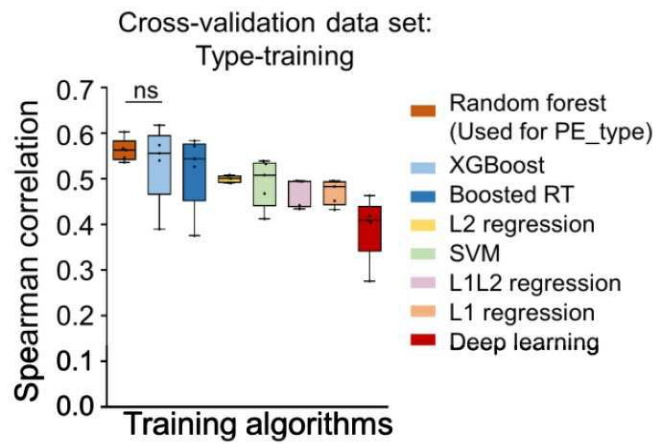 Cross-validation data set:
Type-training
ns
0.7
0.6
0.5
0.4
0.3
0.2
0.1
0.0
Spearman correlation
Training algorithms
Random forest
(Used for PE_type)
XGBoost
Boosted RT
L2 regression
SVM
L1L2 regression
L1 regression
Deep learning